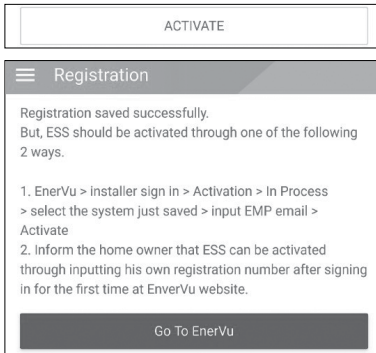 ACTIVATE
Registration
Registration saved successfully.
But, ESS should be activated through one of the following
2 ways.
1. EnerVu > installer sign in > Activation > In Process
> select the system just saved > input EMP email >
Activate
2. Inform the home owner that ESS can be activated
through inputting his own registration number after signing
in for the first time at EnverVu website.
Go To EnerVu